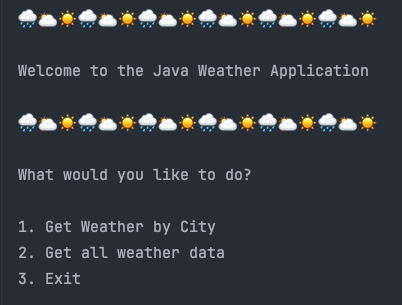 🌧️🌥️☀️🌧️🌥️☀️🌧️🌥️☀️🌧️🌥️☀️🌧️🌥️☀️🌧️🌥️☀️
Welcome to the Java Weather Application
🌧️🌥️☀️🌧️🌥️☀️🌧️🌥️☀️🌧️🌥️☀️🌧️🌥️☀️🌧️🌥️☀️
What would you like to do?
1. Get Weather by City
2. Get all weather data
3. Exit